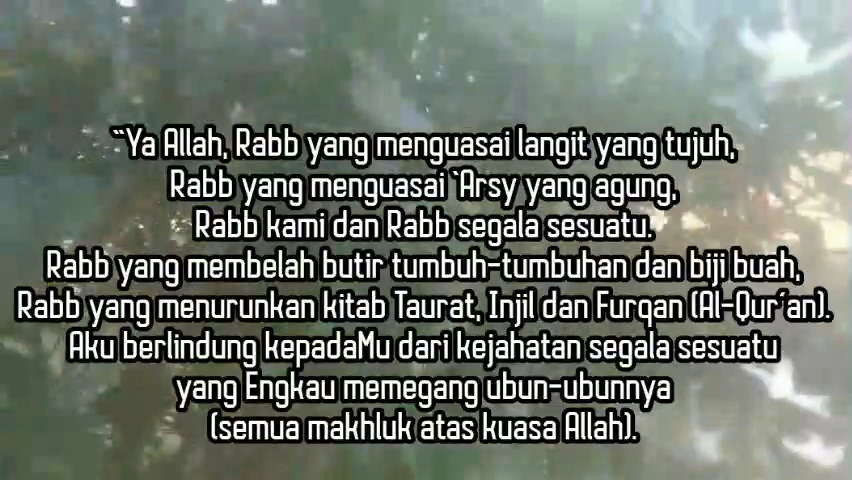 “Ya Allah, Rabb yang menguasai langit yang tujuh,
Rabb yang menguasai `Arsy yang agung,
Rabb kami dan Rabb segala sesuatu.
Rabb yang membelah butir tumbuh-tumbuhan dan biji buah,
Rabb yang menurunkan kitab Taurat, Injil dan Furqan (Al-Qur’an).
Aku berlindung kepadaMu dari kejahatan segala sesuatu
yang Engkau memegang ubun-ubunnya
(semua makhluk atas kuasa Allah).